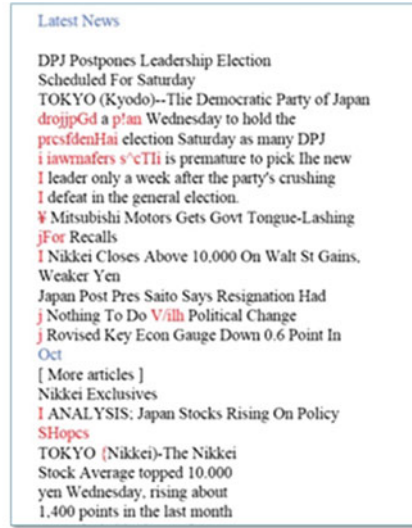 Latest News
DPJ Postpones Leadership Election
Scheduled For Saturday
TOKYO (Kyodo)--Tlie Democratic Party of Japan
drojjpGd a p!an Wednesday to hold the
prcsfdenHai election Saturday as many DPJ
i iawrnafers s^cTIi is premature to pick Ihe new
I leader only a week after the party's crushing
I defeat in the general election.
¥ Mitsubishi Motors Gets Govt Tongue-Lashing
jFor Recalls
I Nikkei Closes Above 10,000 On Walt St Gains,
Weaker Yen
Japan Post Pres Saito Says Resignation Had
j Nothing To Do V/ilh Political Change
j Rovised Key Econ Gauge Down 0.6 Point In
Oct
[ More articles ]
Nikkei Exclusives
I ANALYSIS; Japan Stocks Rising On Policy
SHopcs
TOKYO {Nikkei)-The Nikkei
Stock Average topped 10.000
yen Wednesday, rising about
1,400 points in the last month